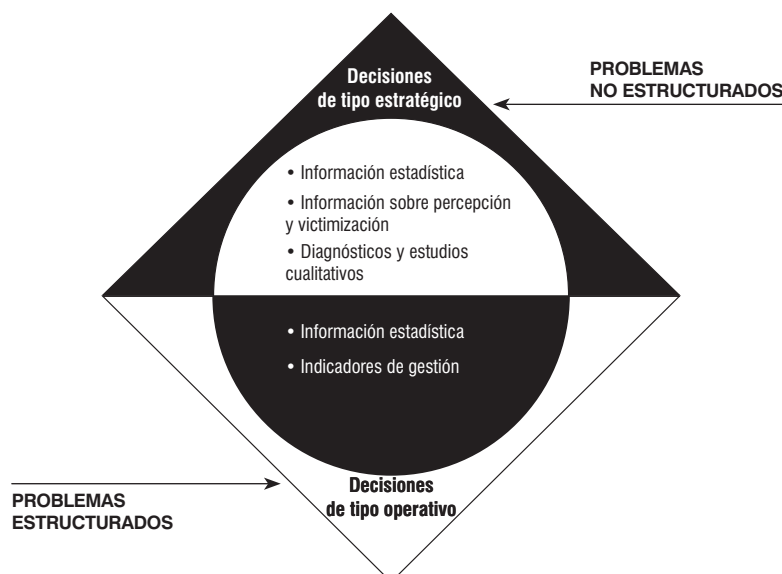 Decisiones
de tipo estratégico
PROBLEMAS
NO ESTRUCTURADOS
• Información estadística
• Información sobre percepción
y victimización
• Diagnósticos y estudios
cualitativos
• Información estadística
• Indicadores de gestión
PROBLEMAS
ESTRUCTURADOS
Decisiones
de tipo operativo